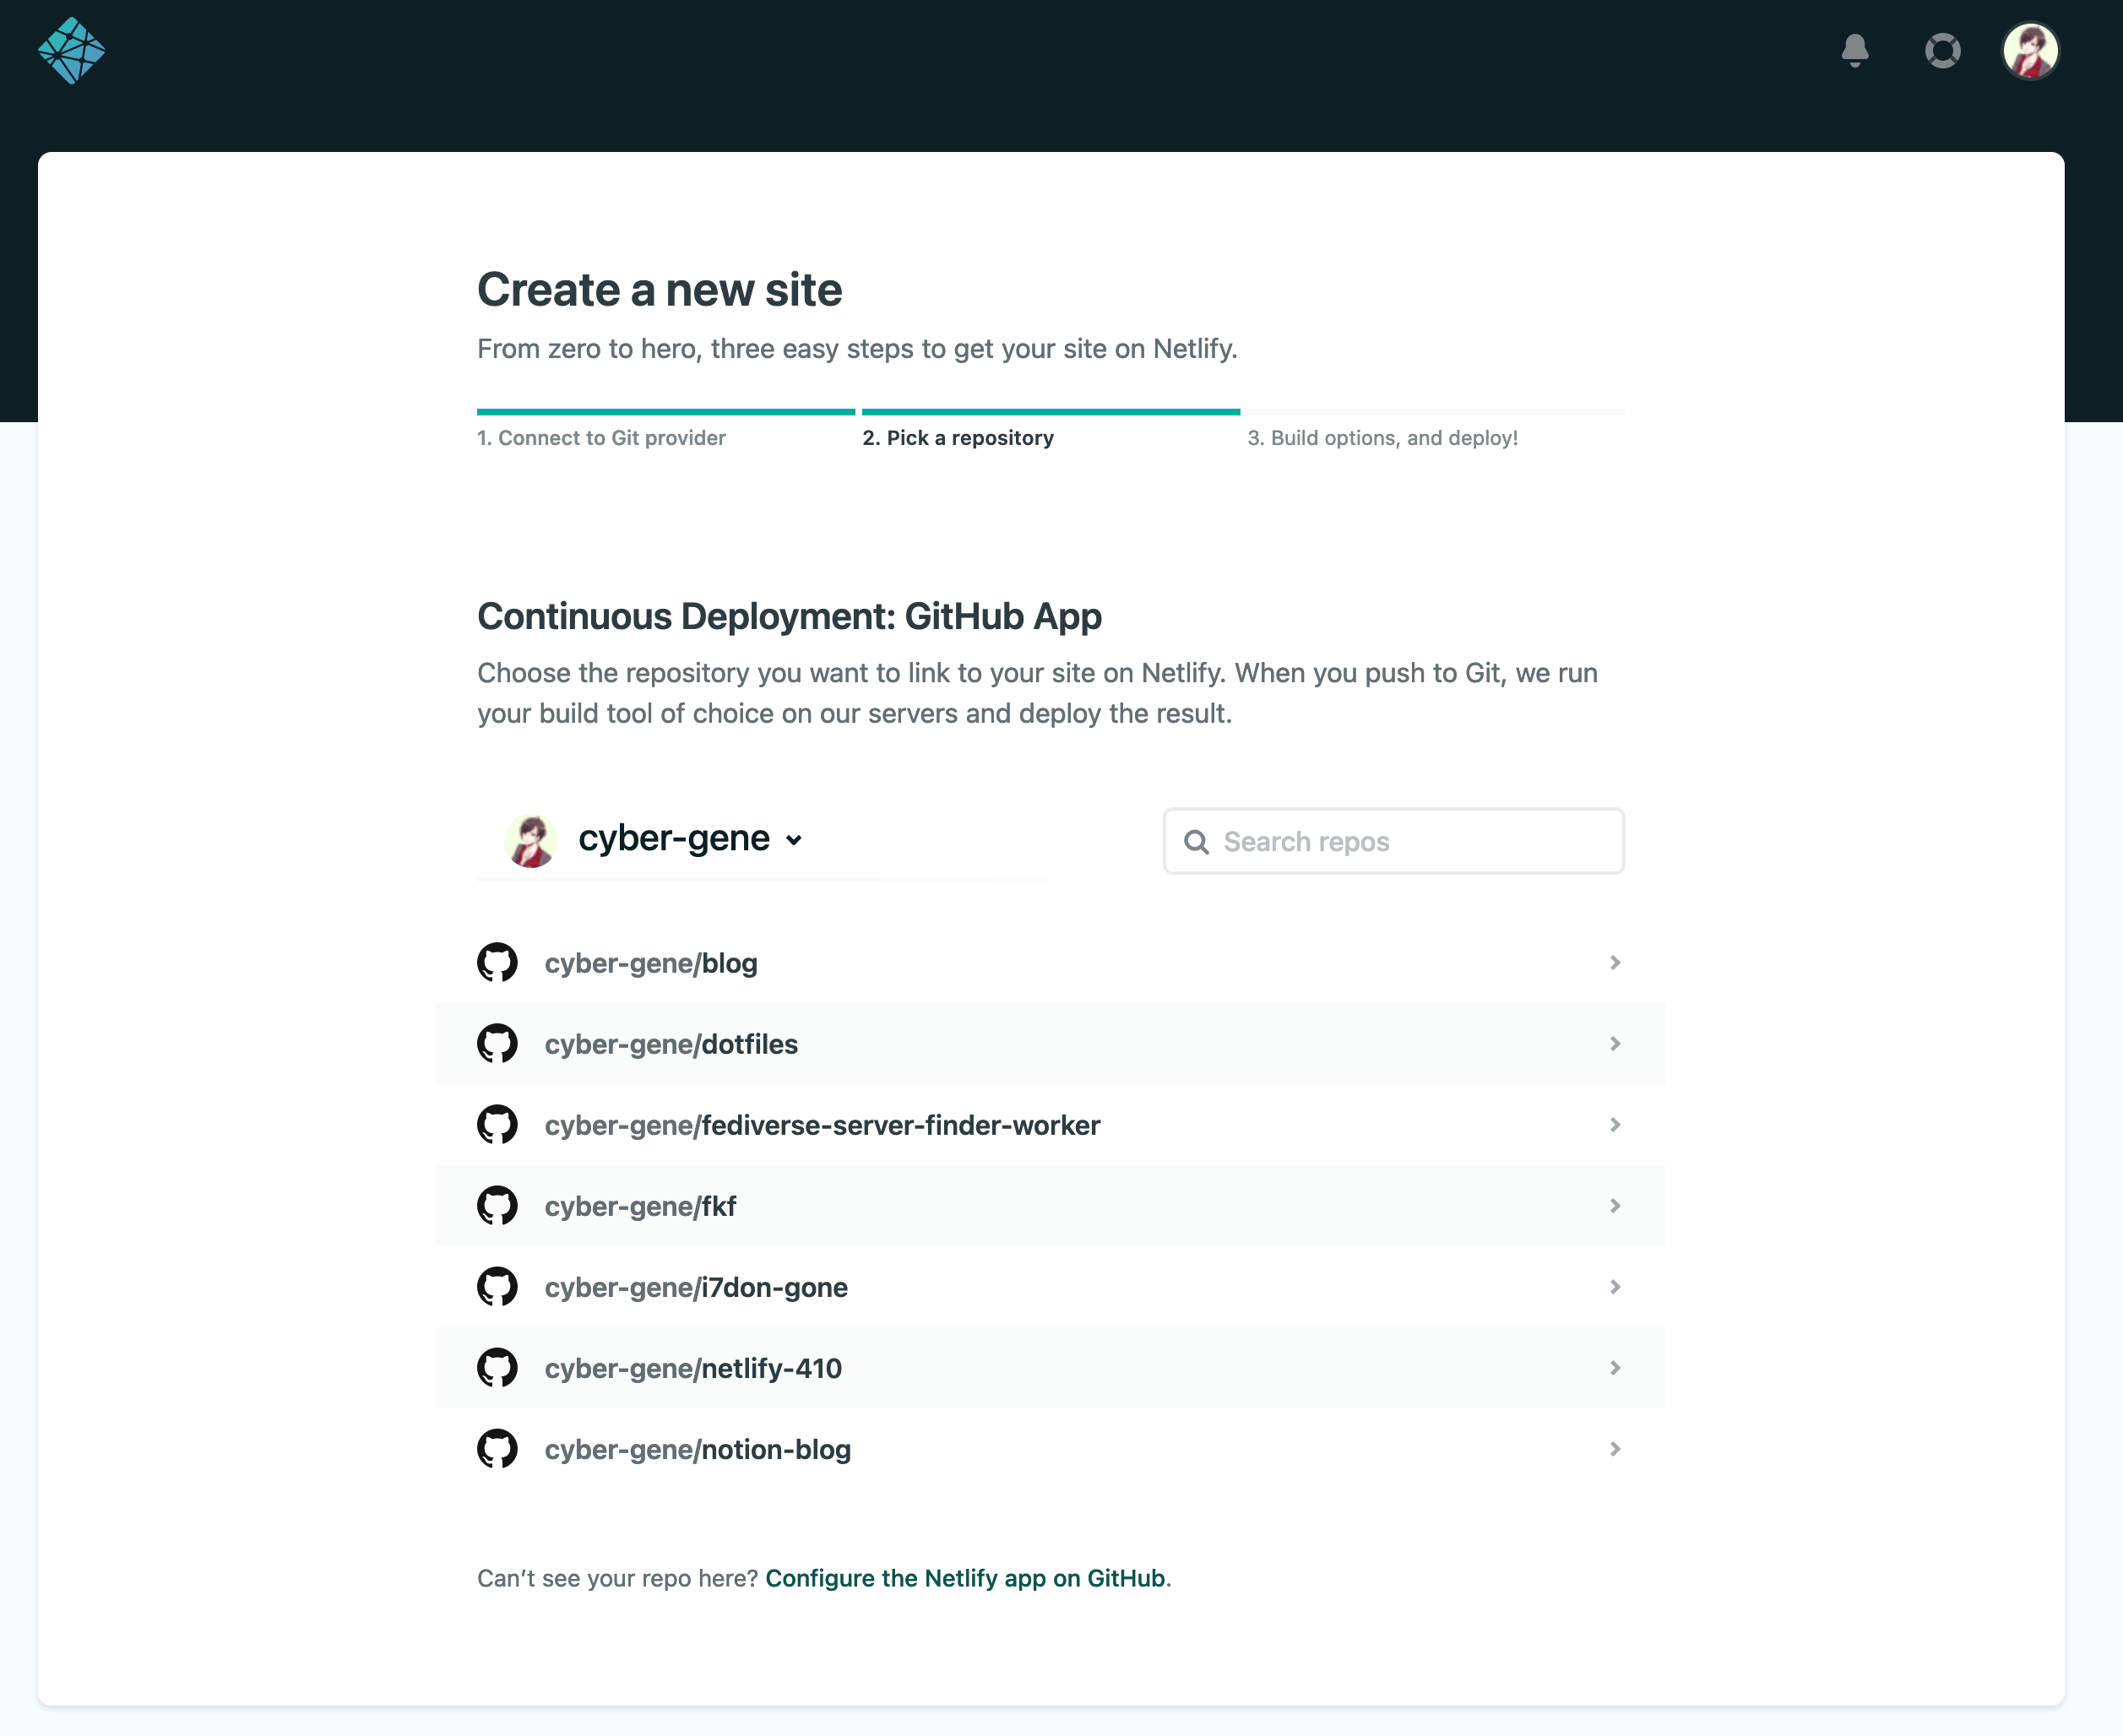 Create a new site
From zero to hero, three easy steps to get your site on Netlify.
1. Connect to Git provider
2. Pick a repository
3. Build options, and deploy!
Continuous Deployment: GitHub App
Choose the repository you want to link to your site on Netlify. When you push to Git, we run
your build tool of choice on our servers and deploy the result.
cyber-gene
Search repos
cyber-gene/blog
cyber-gene/dotfiles
cyber-gene/fediverse-server-finder-worker
cyber-gene/fkf
cyber-gene/i7don-gone
cyber-gene/netlify-410
cyber-gene/notion-blog
Can’t see your repo here? Configure the Netlify app on GitHub.